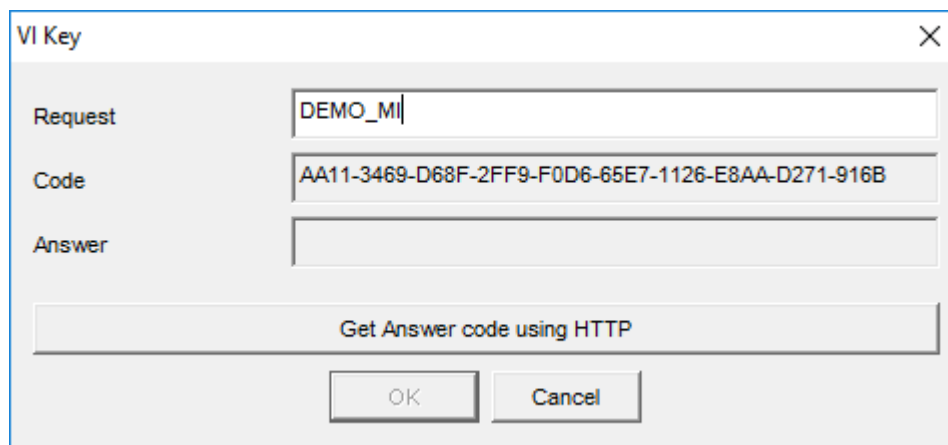 VI Key
Request DEMO_MI
Code AA11-3469-D68F-2FF9-F0D6-65E7-1126-E8AA-D271-916B
Answer
Get Answer code using HTTP
OK Cancel